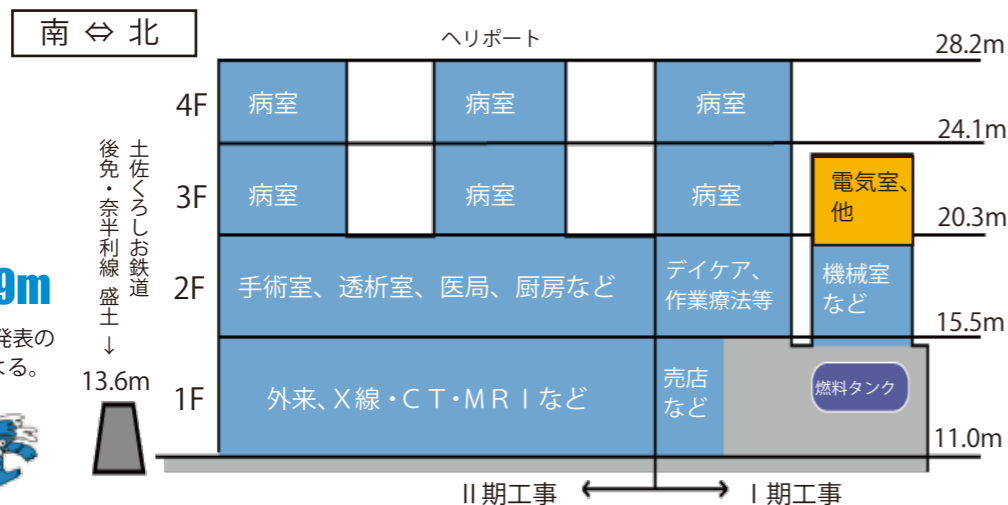 南 ⇔ 北
ヘリポート
28.2m
4F
病室
病室
病室
24.1m
土佐くろしお鉄道
後免・奈半利線 盛土 ↓
13.6m
3F
病室
病室
病室
電気室、
他
20.3m
2F
手術室、透析室、医局、厨房など
デイケア、
作業療法等
機械室
など
15.5m
9m
発表の
よる。
1F
外来、X線・CT・MRIなど
売店
など
燃料タンク
11.0m
Ⅱ期工事
Ⅰ期工事